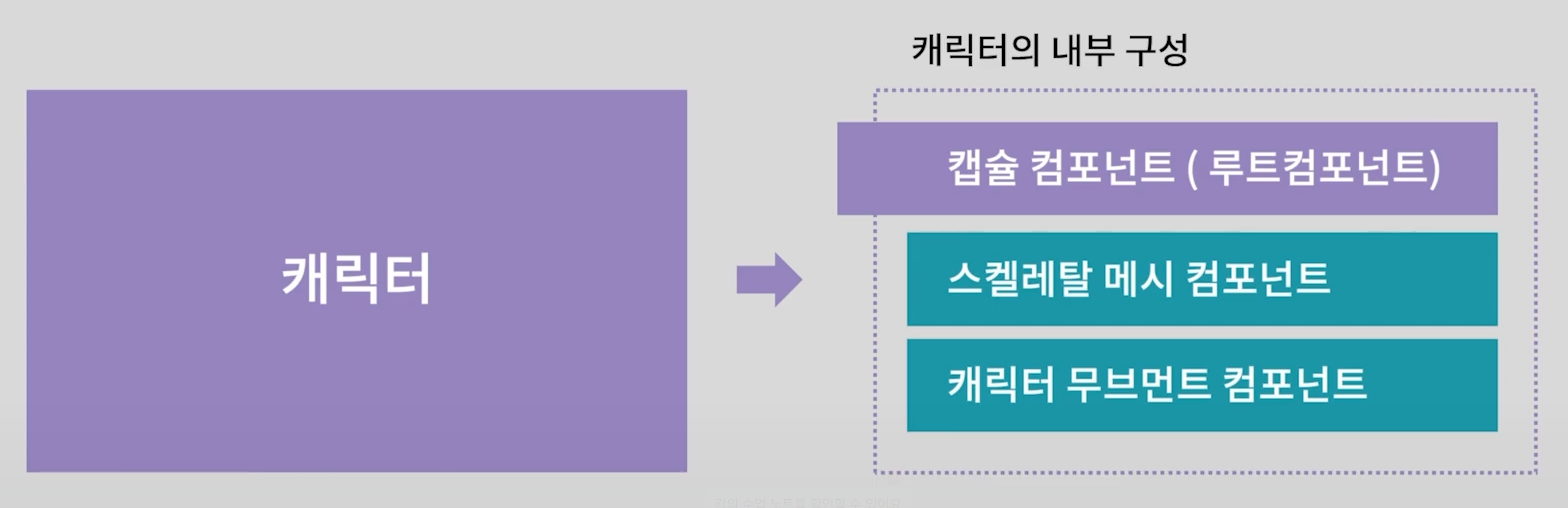 캐릭터의 내부 구성
캐릭터
캡슐 컴포넌트 ( 루트컴포넌트)
스켈레탈 메시 컴포넌트
캐릭터 무브먼트 컴포넌트